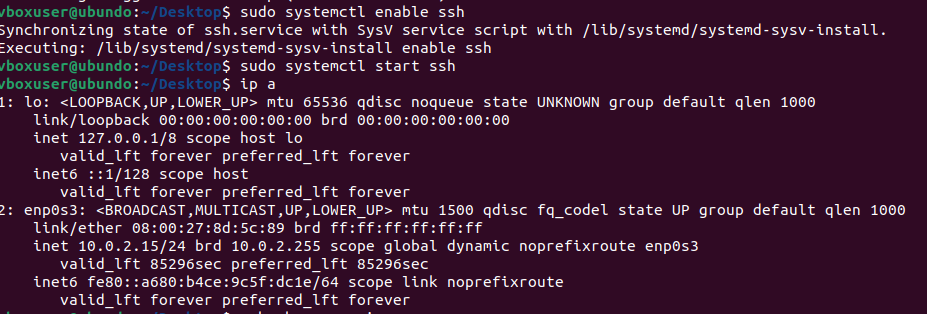 vboxuser@ubundo:~/Desktop$ sudo systemctl enable ssh
Synchronizing state of ssh.service with SysV service script with /lib/systemd/systemd-sysv-install.
Executing: /lib/systemd/systemd-sysv-install enable ssh
vboxuser@ubundo:~/Desktop$ sudo systemctl start ssh
vboxuser@ubundo:~/Desktop$ ip a
1: lo: <LOOPBACK,UP,LOWER_UP> mtu 65536 qdisc noqueue state UNKNOWN group default qlen 1000
    link/loopback 00:00:00:00:00:00 brd 00:00:00:00:00:00
    inet 127.0.0.1/8 scope host lo
       valid_lft forever preferred_lft forever
    inet6 ::1/128 scope host
       valid_lft forever preferred_lft forever
2: enp0s3: <BROADCAST,MULTICAST,UP,LOWER_UP> mtu 1500 qdisc fq_codel state UP group default qlen 1000
    link/ether 08:00:27:8d:5c:89 brd ff:ff:ff:ff:ff:ff
    inet 10.0.2.15/24 brd 10.0.2.255 scope global dynamic noprefixroute enp0s3
       valid_lft 85296sec preferred_lft 85296sec
    inet6 fe80::a680:b4ce:9c5f:dc1e/64 scope link noprefixroute
       valid_lft forever preferred_lft forever